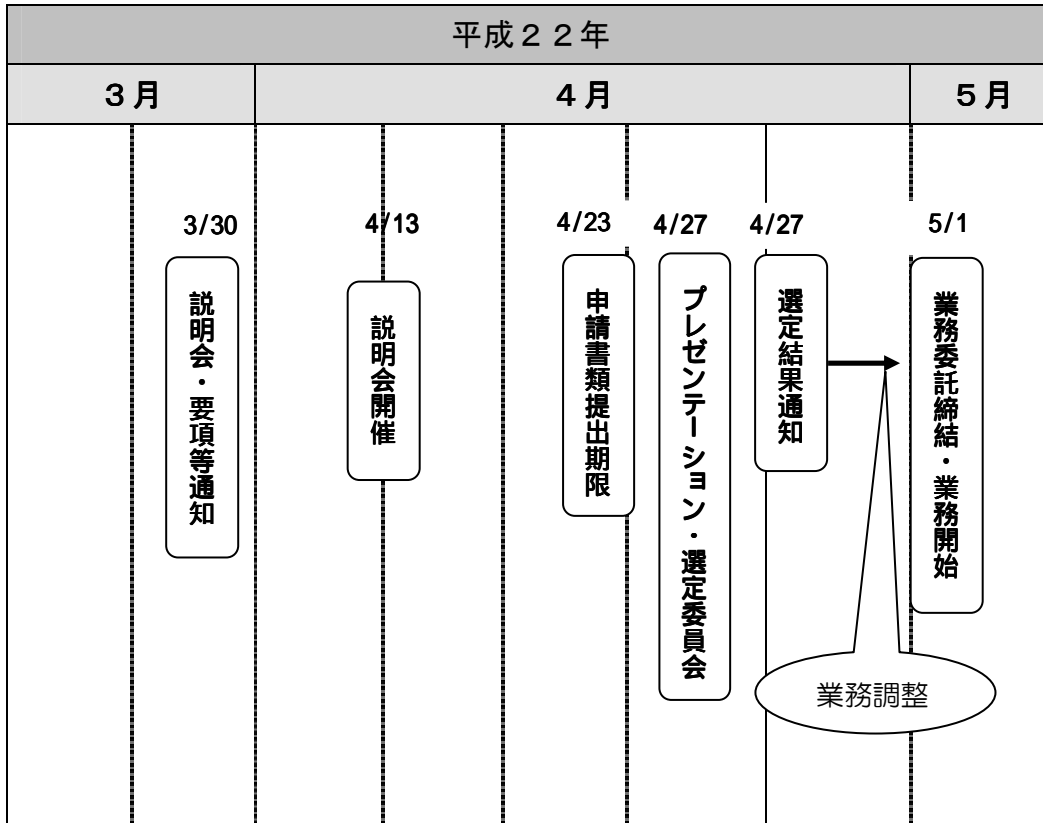 平成２２年
３月
４月
５月
3/30
4/13
4/23
4/27
4/27
5/1
説明会・要項等通知
説明会開催
申請書類提出期限
プレゼンテーション・選定委員会
選定結果通知
業務委託締結・業務開始
業務調整